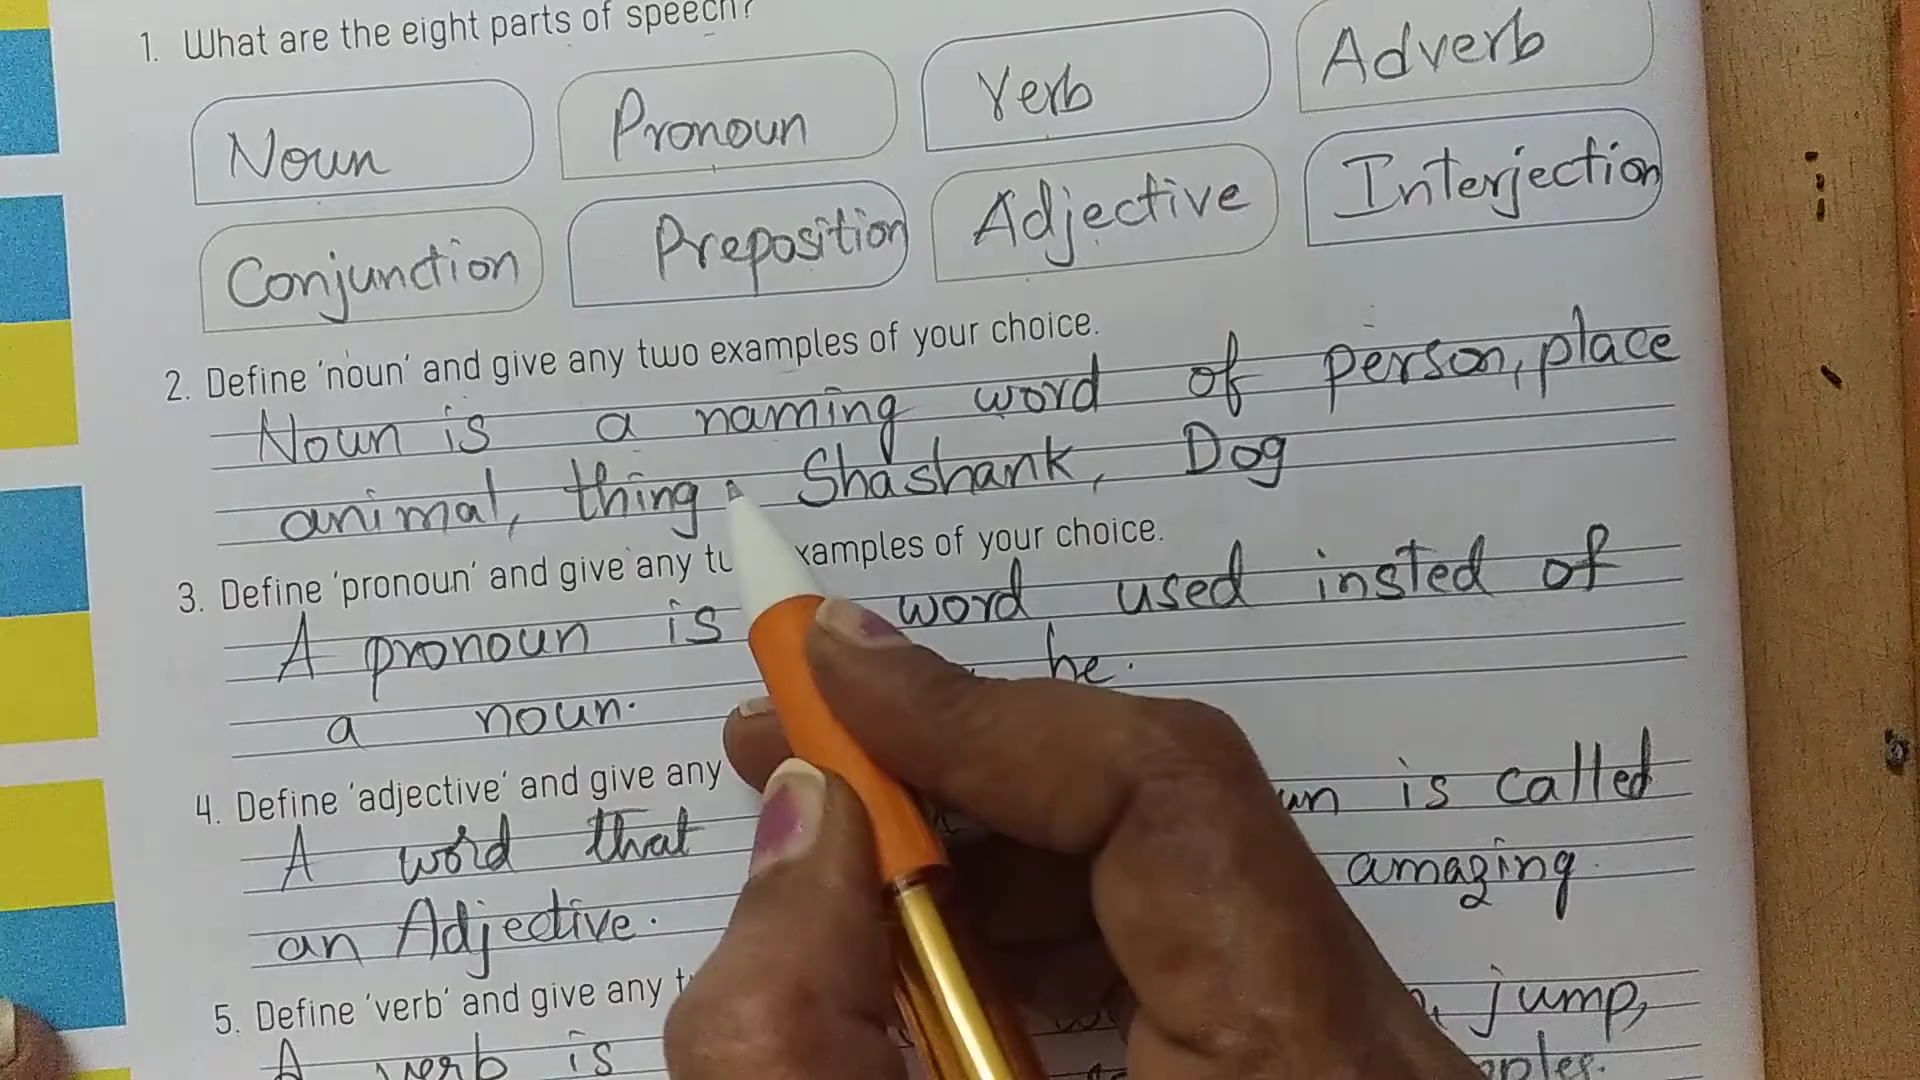 1. What are the eight parts of speech?
Noun Pronoun Verb Adverb
Conjunction Preposition Adjective Interjection
2. Define 'noun' and give any two examples of your choice.
Noun is a naming word of person, place
animal, thing. Shashank, Dog
3. Define 'pronoun' and give any examples of your choice.
A pronoun is word used insted of
a noun. he.
4. Define 'adjective' and give any
A word that is called
an Adjective. amazing.
5. Define 'verb' and give any
A verb is jump,